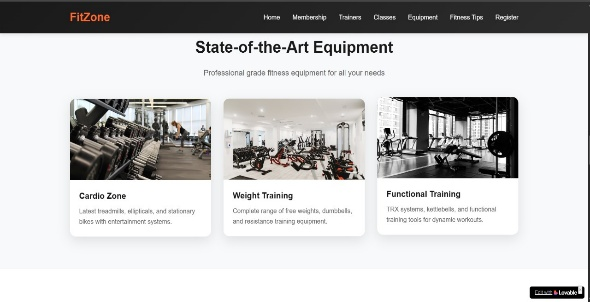 FitZone
Home Membership Trainers Classes Equipment Fitness Tips Register
State-of-the-Art Equipment
Professional grade fitness equipment for all your needs
Cardio Zone
Latest treadmills, ellipticals, and stationary
bikes with entertainment systems.
Weight Training
Complete range of free weights, dumbbells,
and resistance training equipment.
Functional Training
TRX systems, kettlebells, and functional
training tools for dynamic workouts.
Edit with Lovable